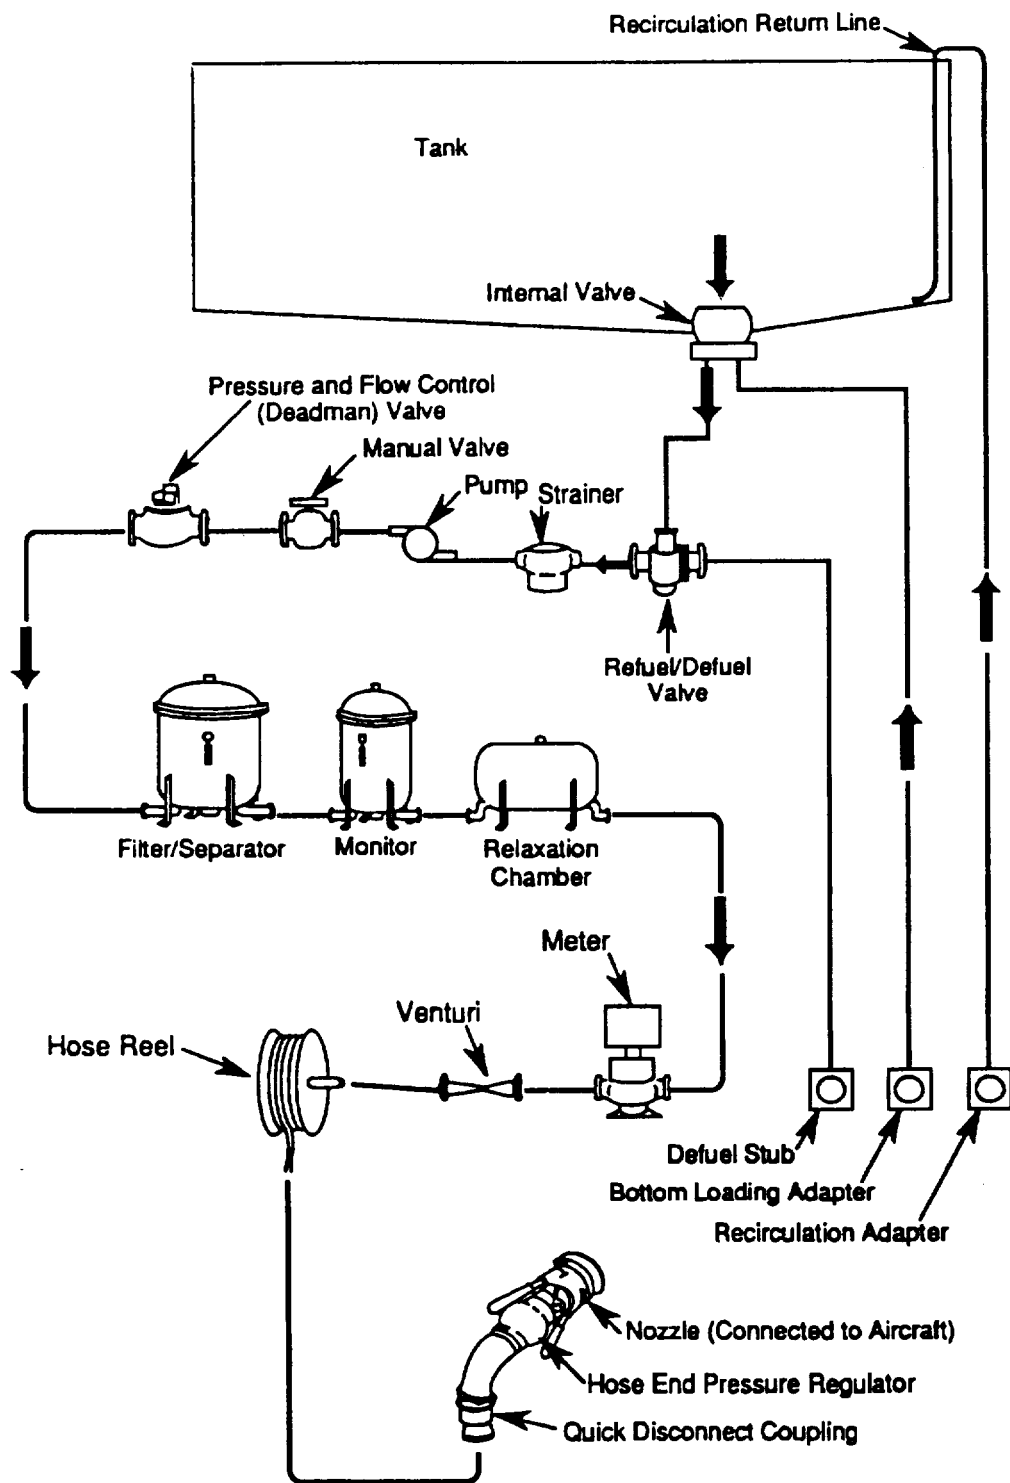 Recirculation Return Line
Tank
Internal Valve
Pressure and Flow Control
(Deadman) Valve
Manual Valve
Pump
Strainer
Refuel/Defuel
Valve
Filter/Separator
Monitor
Relaxation
Chamber
Meter
Venturi
Hose Reel
Defuel Stub
Bottom Loading Adapter
Recirculation Adapter
Nozzle (Connected to Aircraft)
Hose End Pressure Regulator
Quick Disconnect Coupling